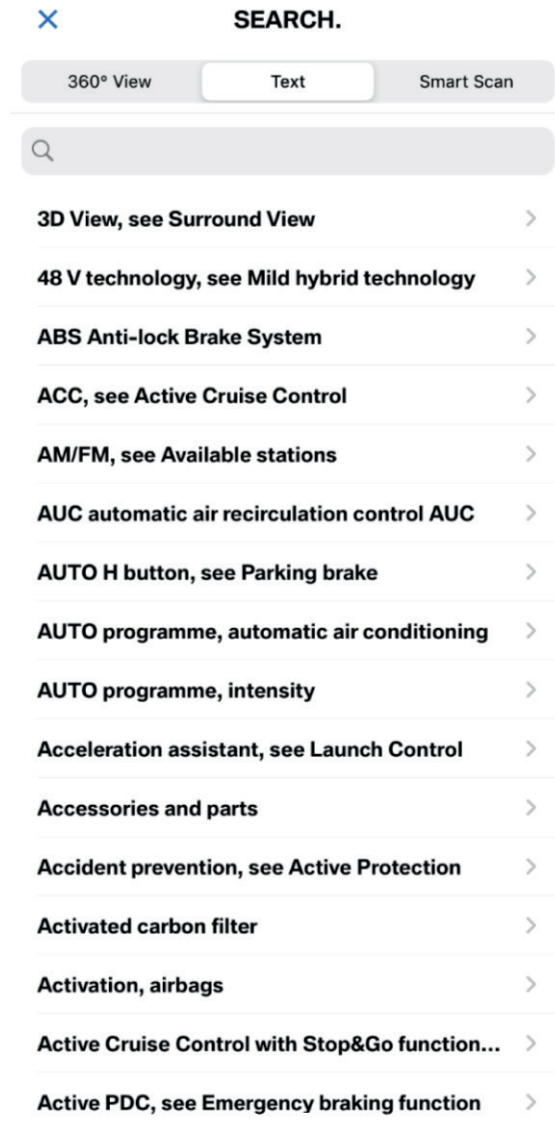 SEARCH.
360° View Text Smart Scan
3D View, see Surround View
48 V technology, see Mild hybrid technology
ABS Anti-lock Brake System
ACC, see Active Cruise Control
AM/FM, see Available stations
AUC automatic air recirculation control AUC
AUTO H button, see Parking brake
AUTO programme, automatic air conditioning
AUTO programme, intensity
Acceleration assistant, see Launch Control
Accessories and parts
Accident prevention, see Active Protection
Activated carbon filter
Activation, airbags
Active Cruise Control with Stop&Go function...
Active PDC, see Emergency braking function